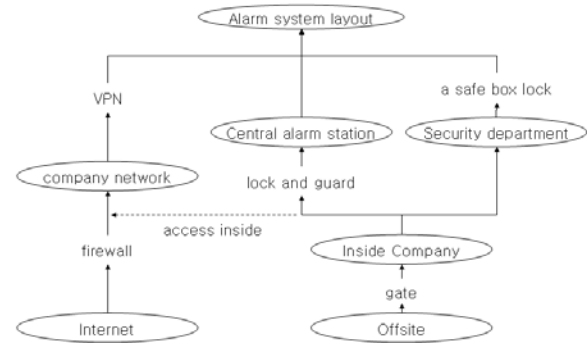 Alarm system layout
VPN
a safe box lock
Central alarm station
Security department
company network
lock and guard
access inside
firewall
Inside Company
gate
Internet
Offsite